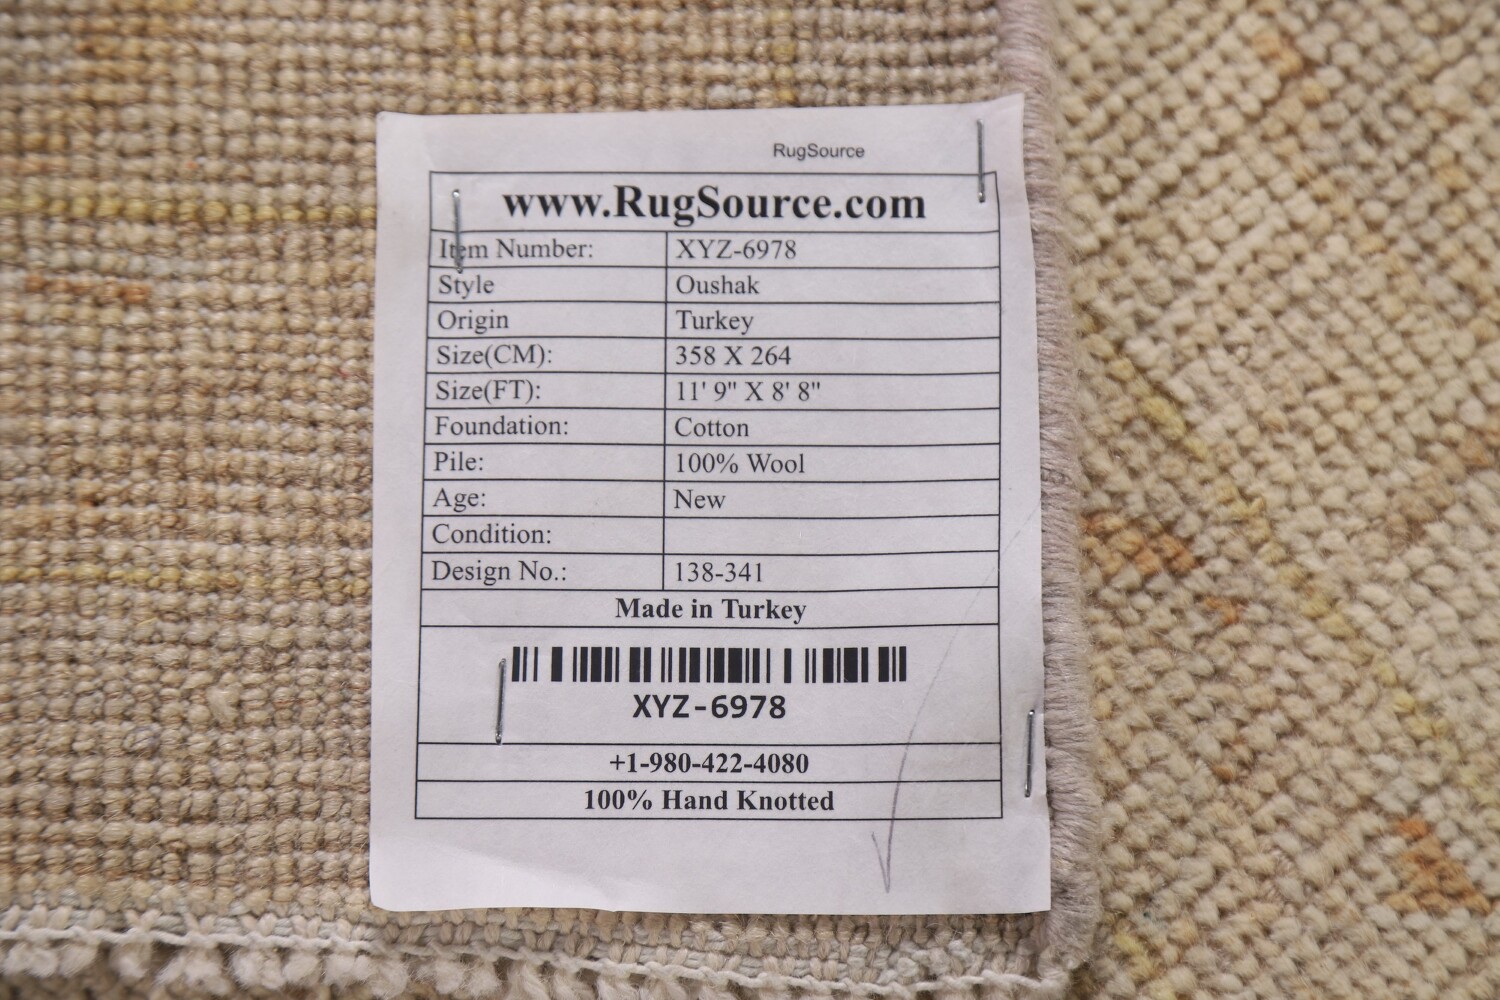 RugSource
www.RugSource.com
Item Number: XYZ-6978
Style Oushak
Origin Turkey
Size(CM): 358 X 264
Size(FT): 11' 9" X 8' 8"
Foundation: Cotton
Pile: 100% Wool
Age: New
Condition:
Design No.: 138-341
Made in Turkey
XYZ-6978
+1-980-422-4080
100% Hand Knotted